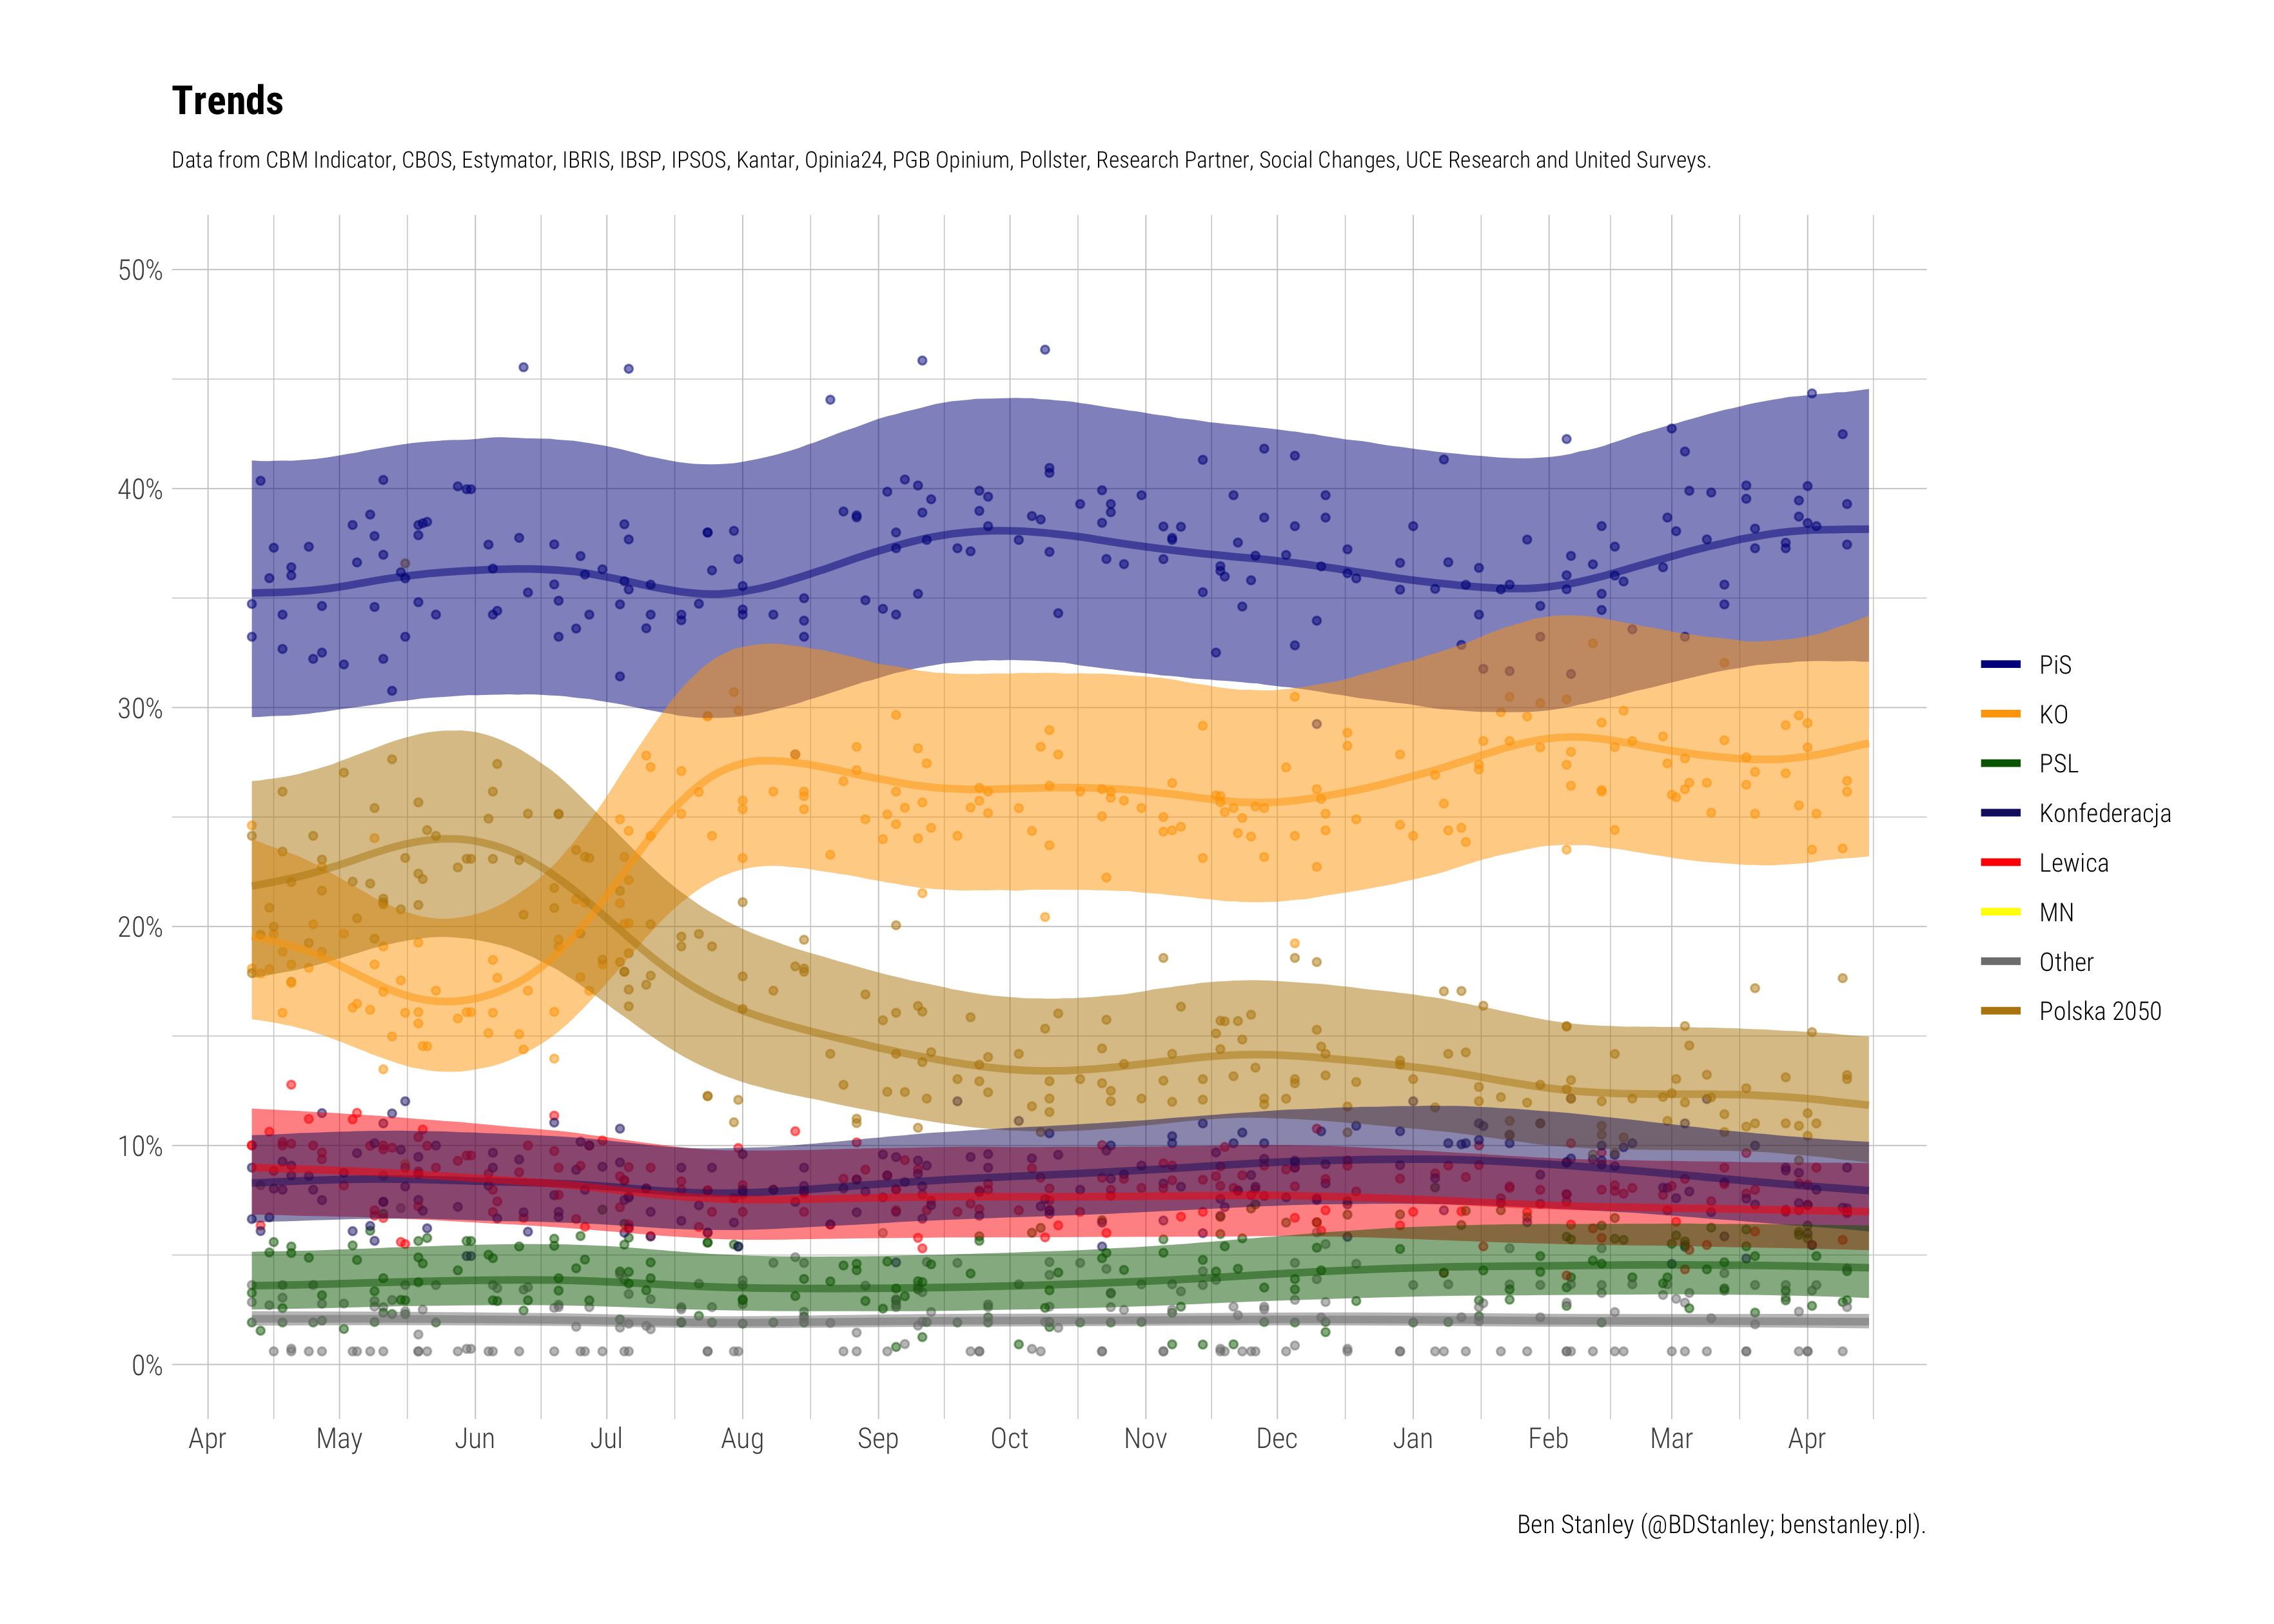 Trends
Data from CBM Indicator, CBOS, Estymator, IBRIS, IBSP, IPSOS, Kantar, Opinia24, PGB Opinium, Pollster, Research Partner, Social Changes, UCE Research and United Surveys.
50%
40%
30%
20%
10%
0%
Apr May Jun Jul Aug Sep Oct Nov Dec Jan Feb Mar Apr
PiS
KO
PSL
Konfederacja
Lewica
MN
Other
Polska 2050
Ben Stanley (@BDStanley; benstanley.pl).